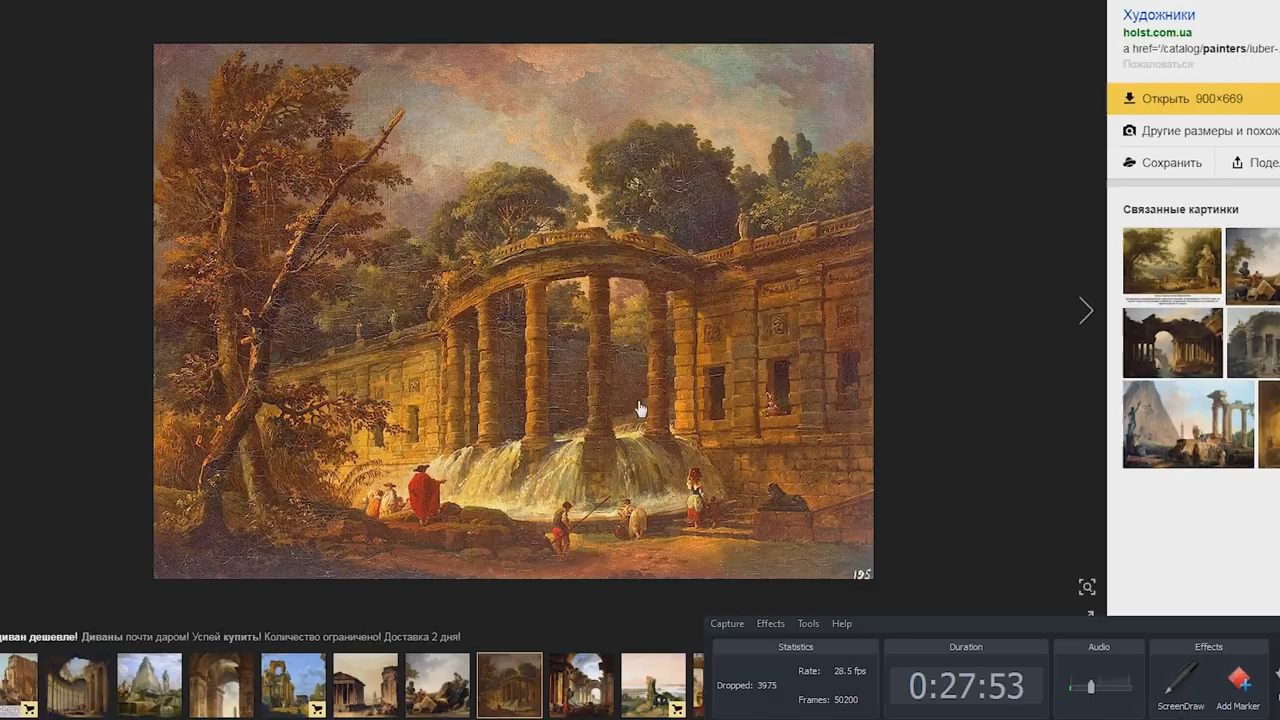 Художники
holst.com.ua
a href='/catalog/painters/iuber-
Пожаловаться
Открыть 900×669
Другие размеры и похож
Сохранить
Поде
Связанные картинки
195
диван дешевле! Диваны почти даром! Успей купить! Количество ограничено! Доставка 2 дня!
Capture Effects Tools Help
Statistics Duration Audio Effects
Rate: 28.5 fps
Dropped: 3975
Frames: 50200
0:27:53
ScreenDraw Add Marker